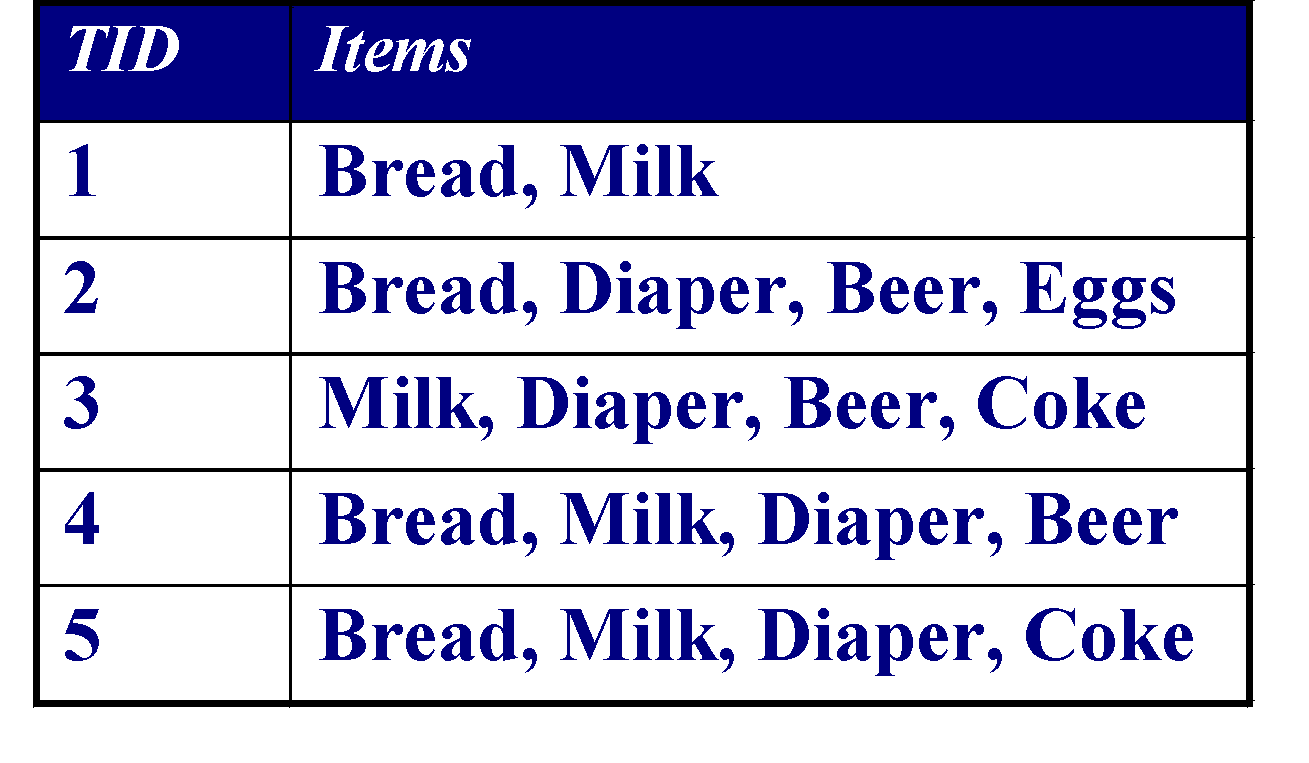 TID Items
1 Bread, Milk
2 Bread, Diaper, Beer, Eggs
3 Milk, Diaper, Beer, Coke
4 Bread, Milk, Diaper, Beer
5 Bread, Milk, Diaper, Coke